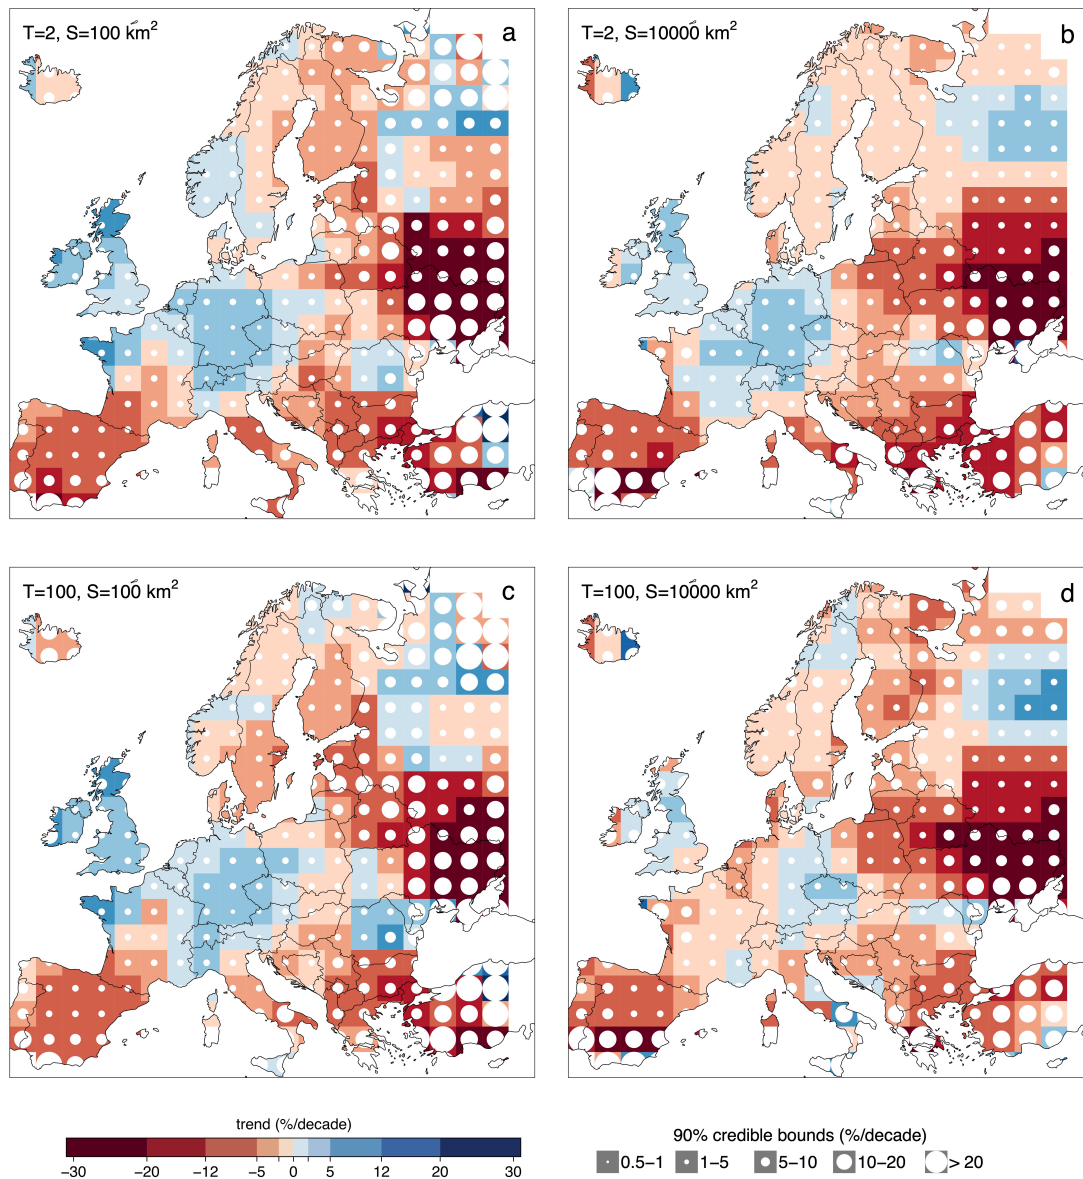 T=2, S=100 km²
a
T=2, S=10000 km²
b
T=100, S=100 km²
c
T=100, S=10000 km²
d
trend (%/decade)
−30 −20 −12 −5 0 5 12 20 30
90% credible bounds (%/decade)
0.5−1 1−5 5−10 10−20 > 20